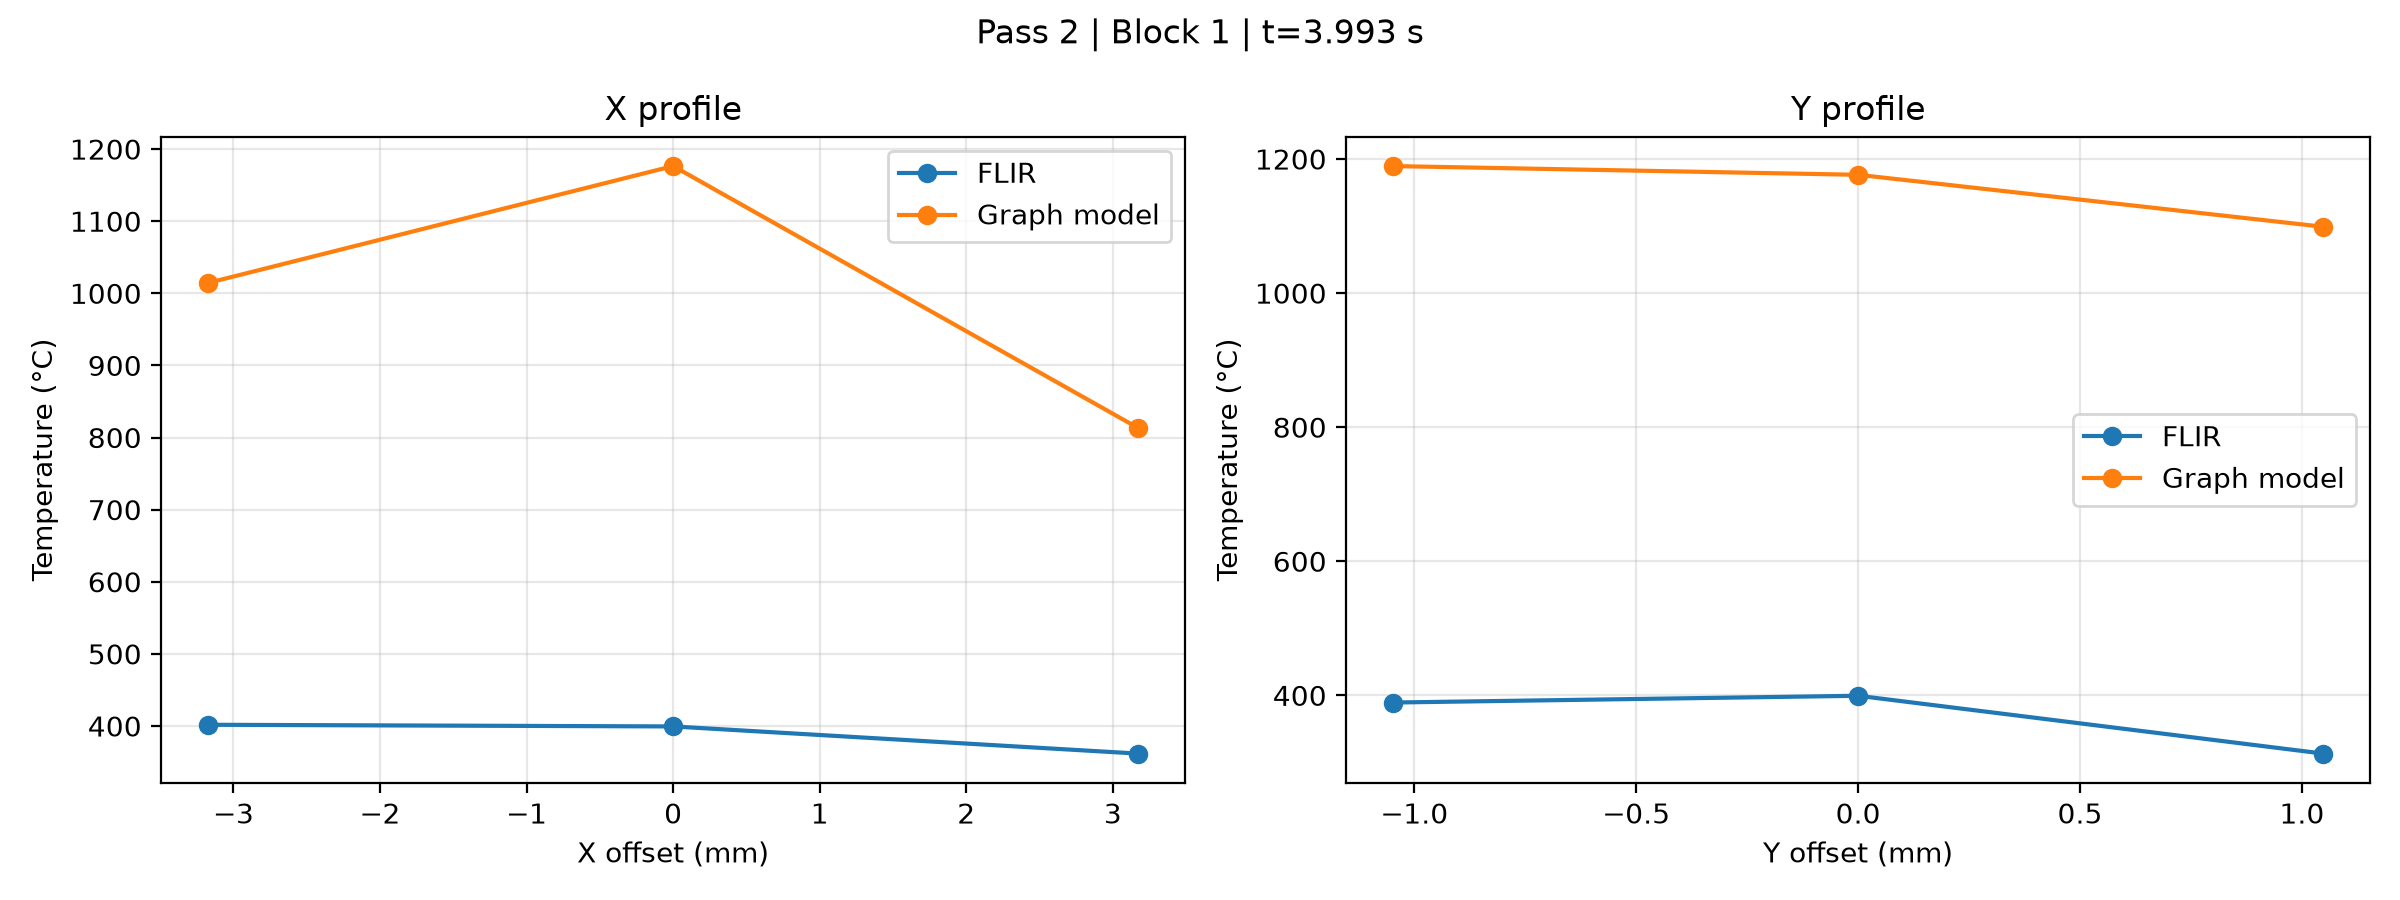 Pass 2 | Block 1 | t=3.993 s
X profile
1200
1100
1000
900
800
700
600
500
400
Temperature (°C)
FLIR
Graph model
−3
−2
−1
0
1
2
3
X offset (mm)
Y profile
1200
1000
800
600
400
Temperature (°C)
FLIR
Graph model
−1.0
−0.5
0.0
0.5
1.0
Y offset (mm)